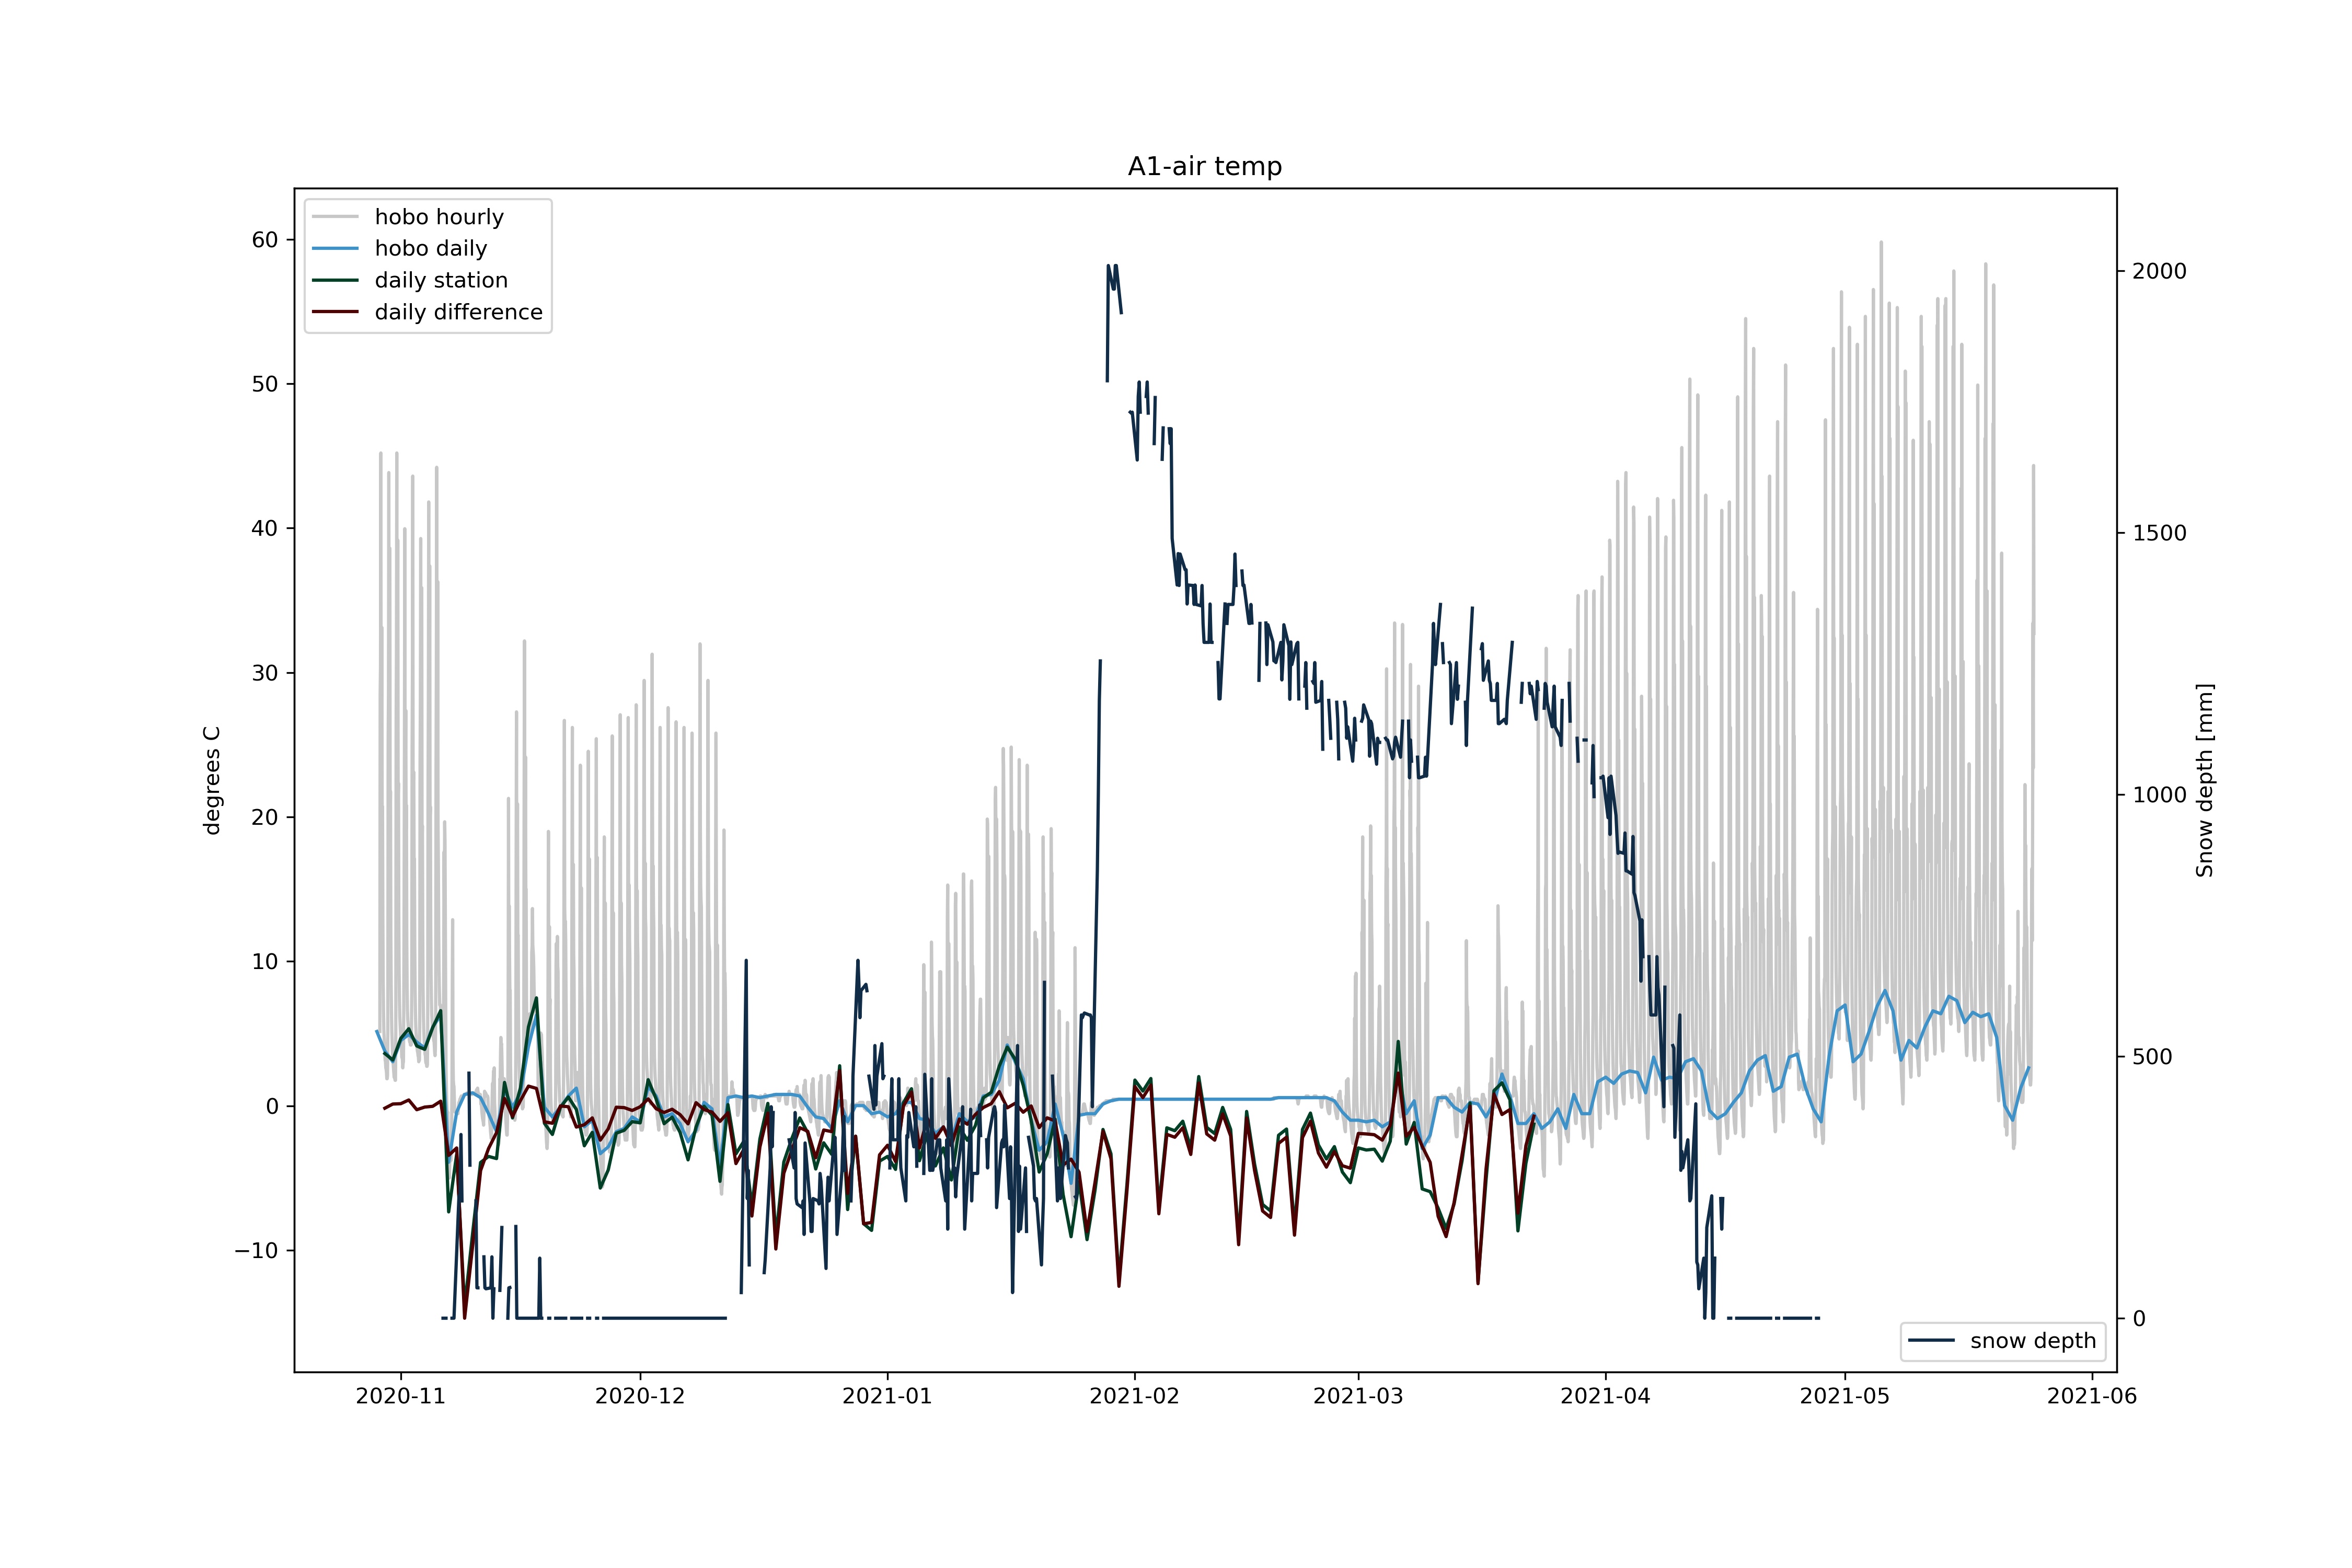 A1-air temp
hobo hourly
hobo daily
daily station
daily difference
60
50
40
30
20
10
0
−10
degrees C
2000
1500
1000
500
0
Snow depth [mm]
snow depth
2020-11
2020-12
2021-01
2021-02
2021-03
2021-04
2021-05
2021-06